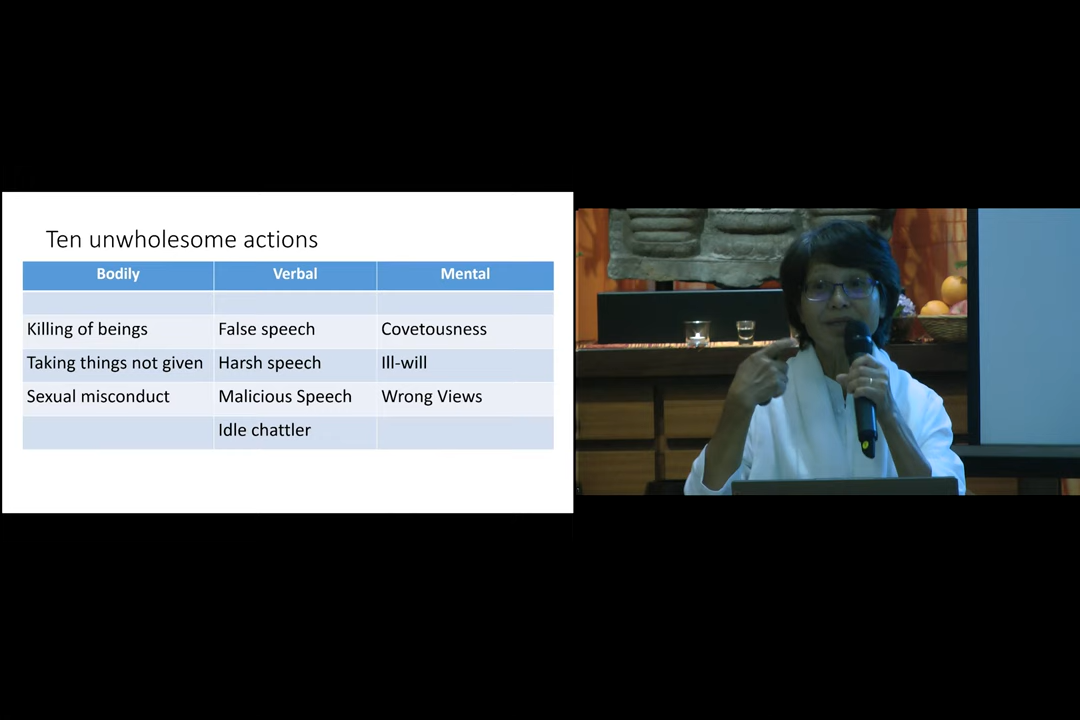 Ten unwholesome actions
Bodily Verbal Mental
Killing of beings False speech Covetousness
Taking things not given Harsh speech Ill-will
Sexual misconduct Malicious Speech Wrong Views
Idle chattler